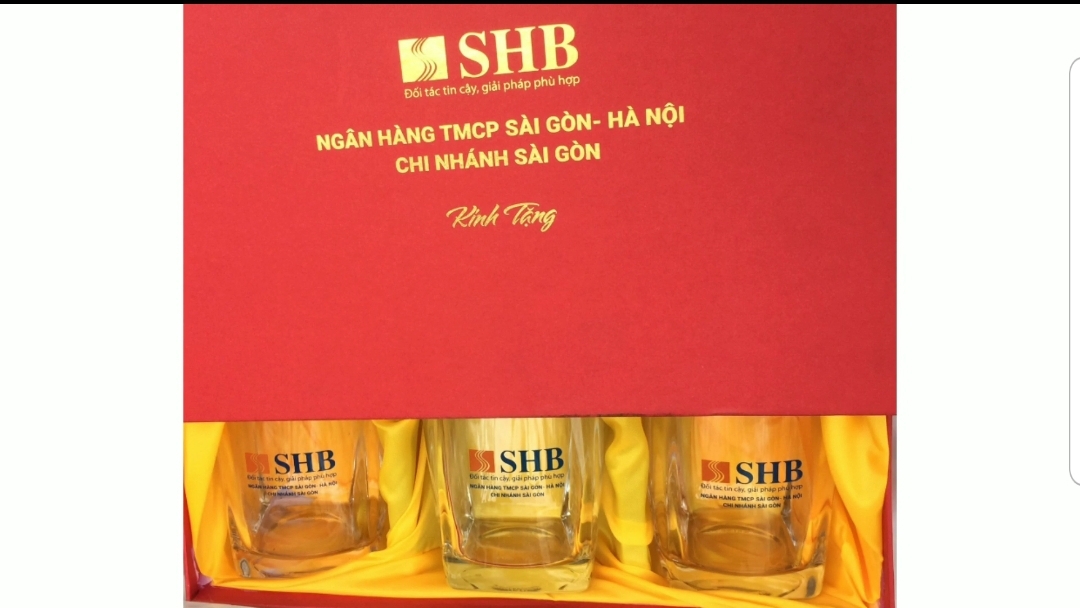 SHB
Đối tác tin cậy, giải pháp phù hợp
NGÂN HÀNG TMCP SÀI GÒN- HÀ NỘI
CHI NHÁNH SÀI GÒN
Kính Tặng
SHB
Đối tác tin cậy, giải pháp phù hợp
NGÂN HÀNG TMCP SÀI GÒN - HÀ NỘI
CHI NHÁNH SÀI GÒN
SHB
Đối tác tin cậy, giải pháp phù hợp
NGÂN HÀNG TMCP SÀI GÒN - HÀ NỘI
CHI NHÁNH SÀI GÒN
SHB
Đối tác tin cậy, giải pháp phù hợp
NGÂN HÀNG TMCP SÀI GÒN - HÀ NỘI
CHI NHÁNH SÀI GÒN